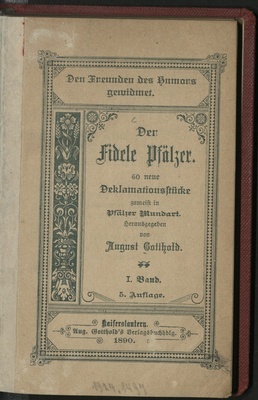 Den Freunden des Humors
gewidmet.
Der
Fidele Pfälzer.
60 neue
Deklamationsstücke
zumeist in
Pfälzer Mundart.
Herausgegeben
von
August Gotthold.
I. Band.
5. Auflage.
Kaiserslautern.
Aug. Gotthold's Verlagsbuchhdlg.
1890.